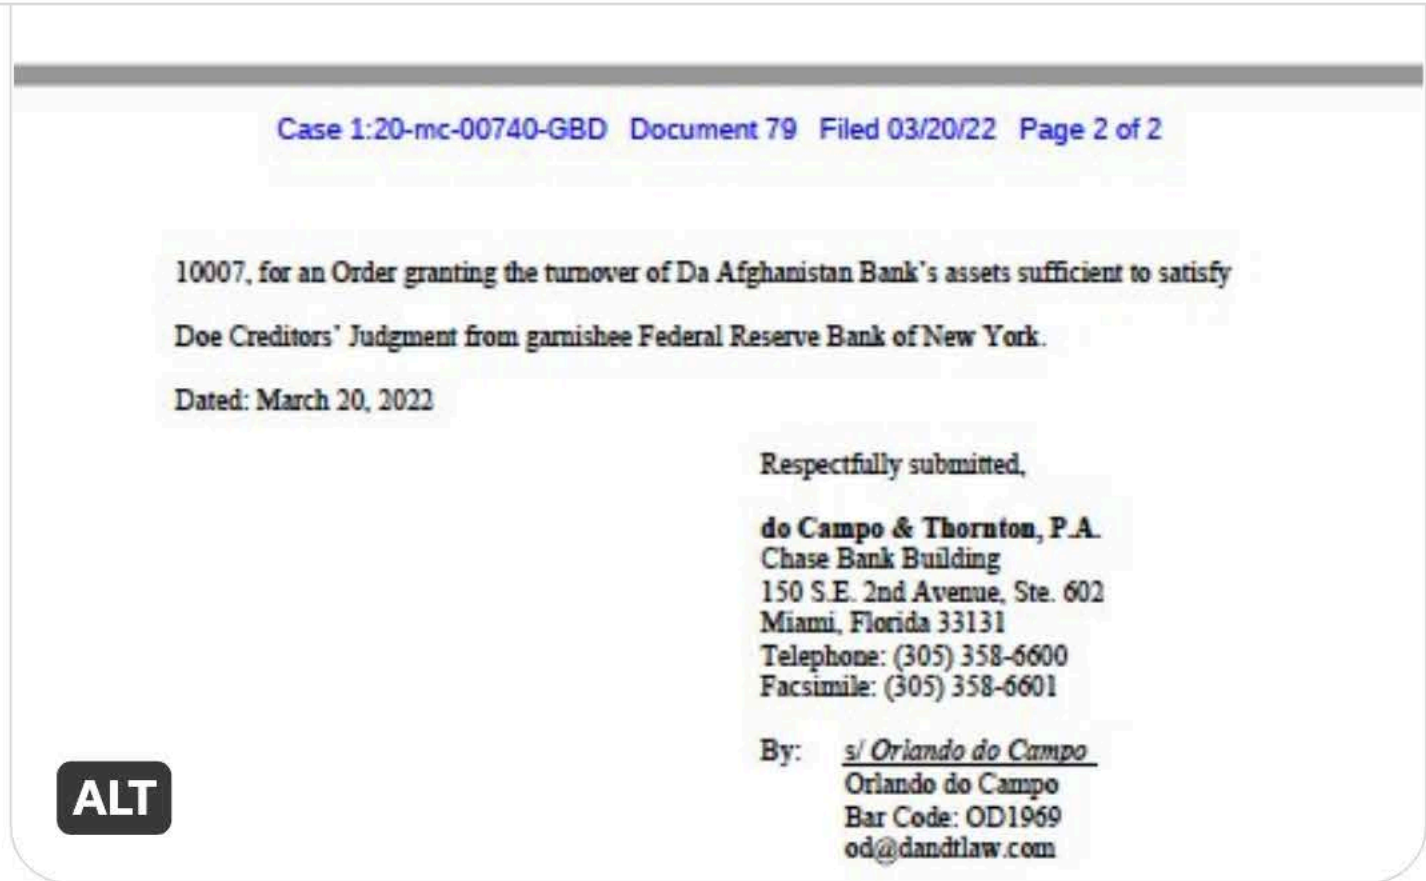 Case 1:20-mc-00740-GBD Document 79 Filed 03/20/22 Page 2 of 2
10007, for an Order granting the turnover of Da Afghanistan Bank's assets sufficient to satisfy
Doe Creditors' Judgment from garnishee Federal Reserve Bank of New York.
Dated: March 20, 2022
Respectfully submitted,
do Campo & Thornton, P.A.
Chase Bank Building
150 S.E. 2nd Avenue, Ste. 602
Miami, Florida 33131
Telephone: (305) 358-6600
Facsimile: (305) 358-6601
By: s/ Orlando do Campo
Orlando do Campo
Bar Code: OD1969
od@dandtlaw.com
ALT